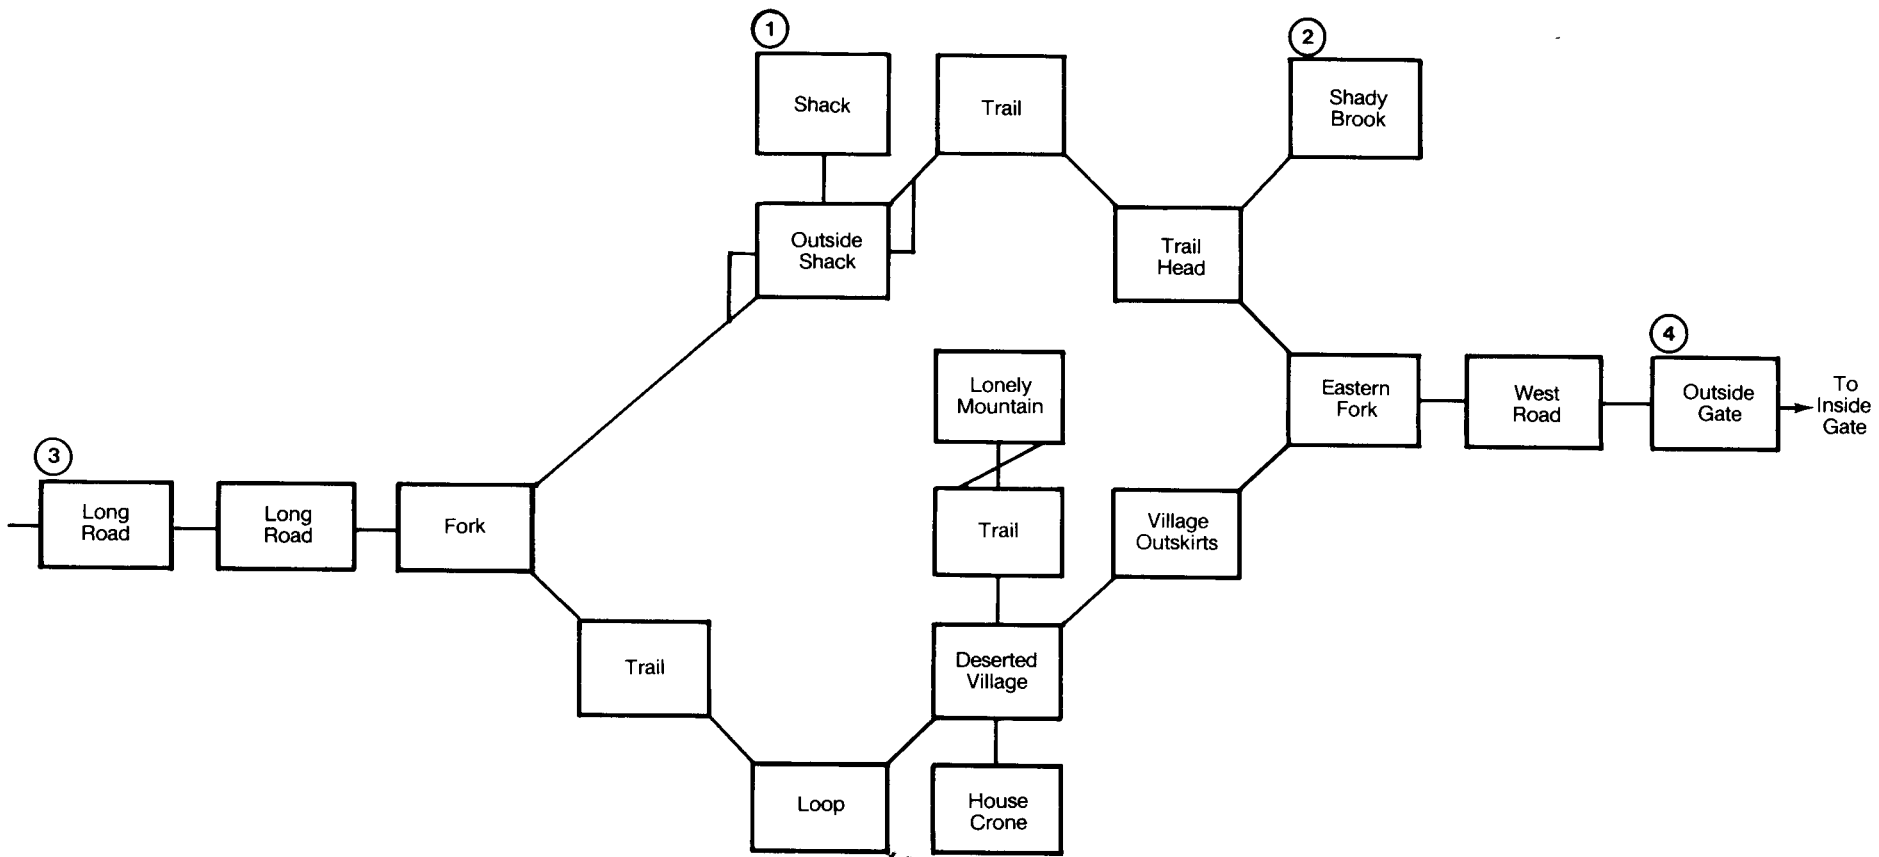 1
2
Shack
Trail
Shady
Brook
Outside
Shack
Trail
Head
4
Lonely
Mountain
Eastern
Fork
West
Road
Outside
Gate
To
Inside
Gate
3
Long
Road
Long
Road
Fork
Trail
Village
Outskirts
Trail
Deserted
Village
Loop
House
Crone